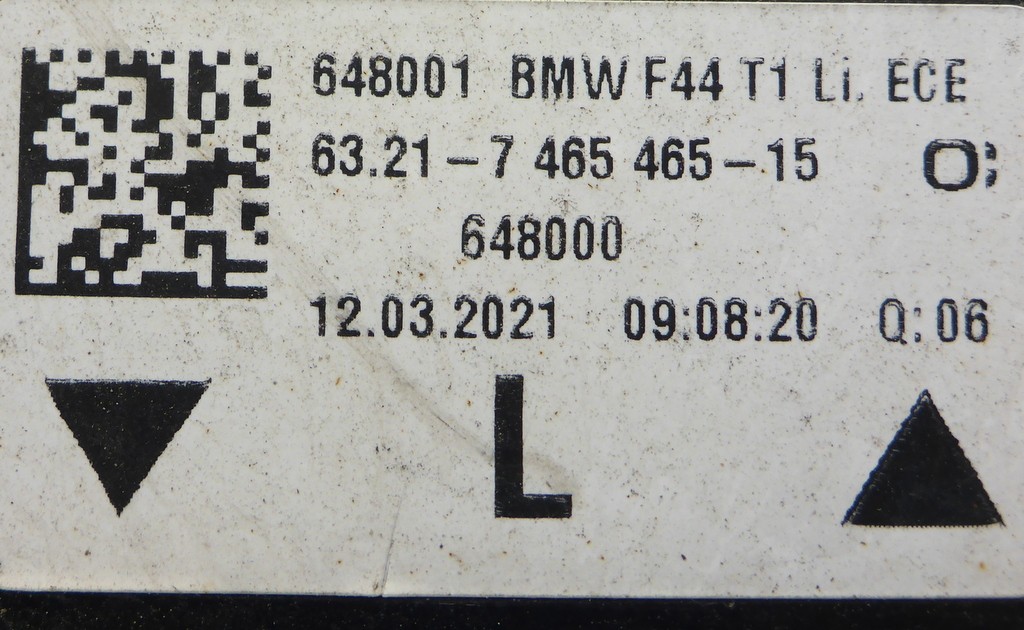 648001 BMW F44 T1 Li. ECE
63.21-7 465 465-15 O;
648000
12.03.2021 09:08:20 Q: 06
L